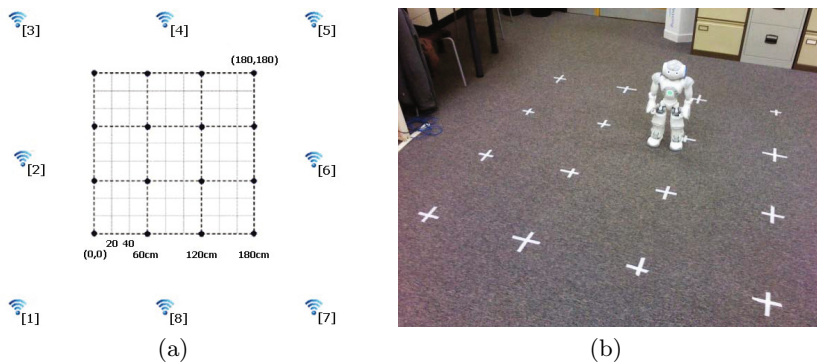 [3] [4] [5]
(180,180)
[2] [6]
20 40
(0,0) 60cm 120cm 180cm
[1] [8] [7]
(a) (b)